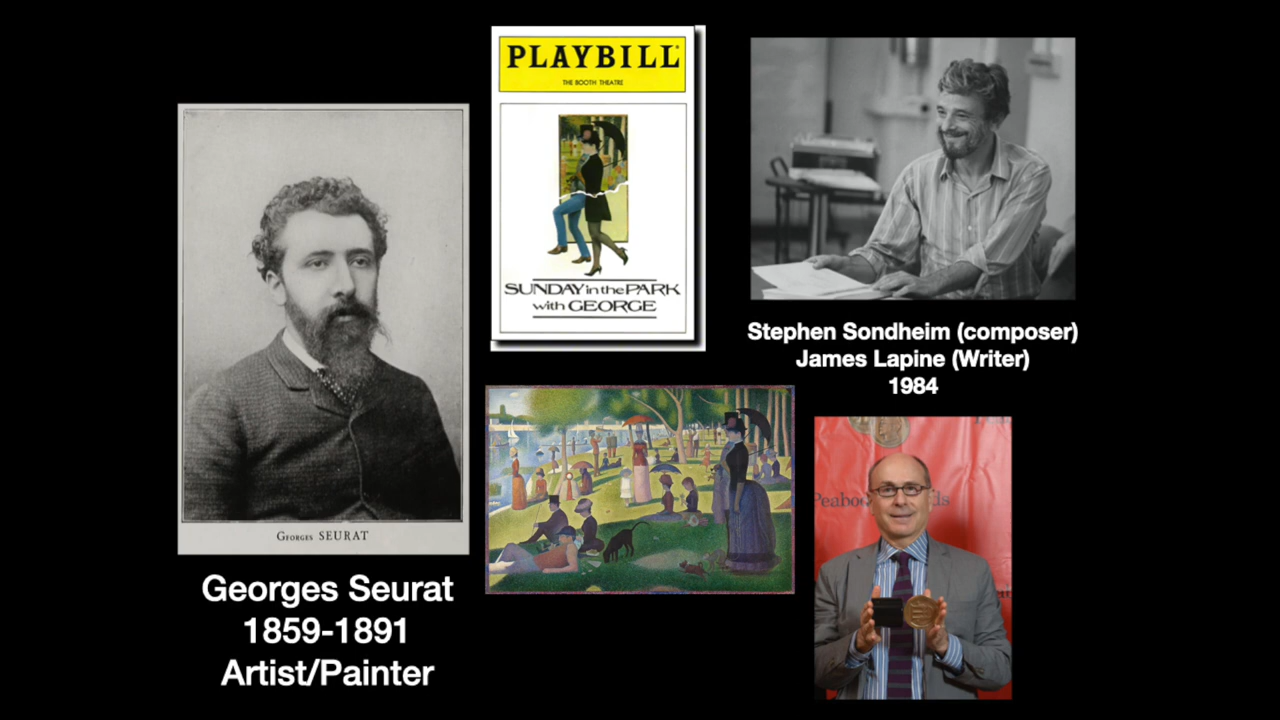 PLAYBILL
THE BOOTH THEATRE
SUNDAY in the PARK
with GEORGE
Georges SEURAT
Georges Seurat
1859-1891
Artist/Painter
Stephen Sondheim (composer)
James Lapine (Writer)
1984